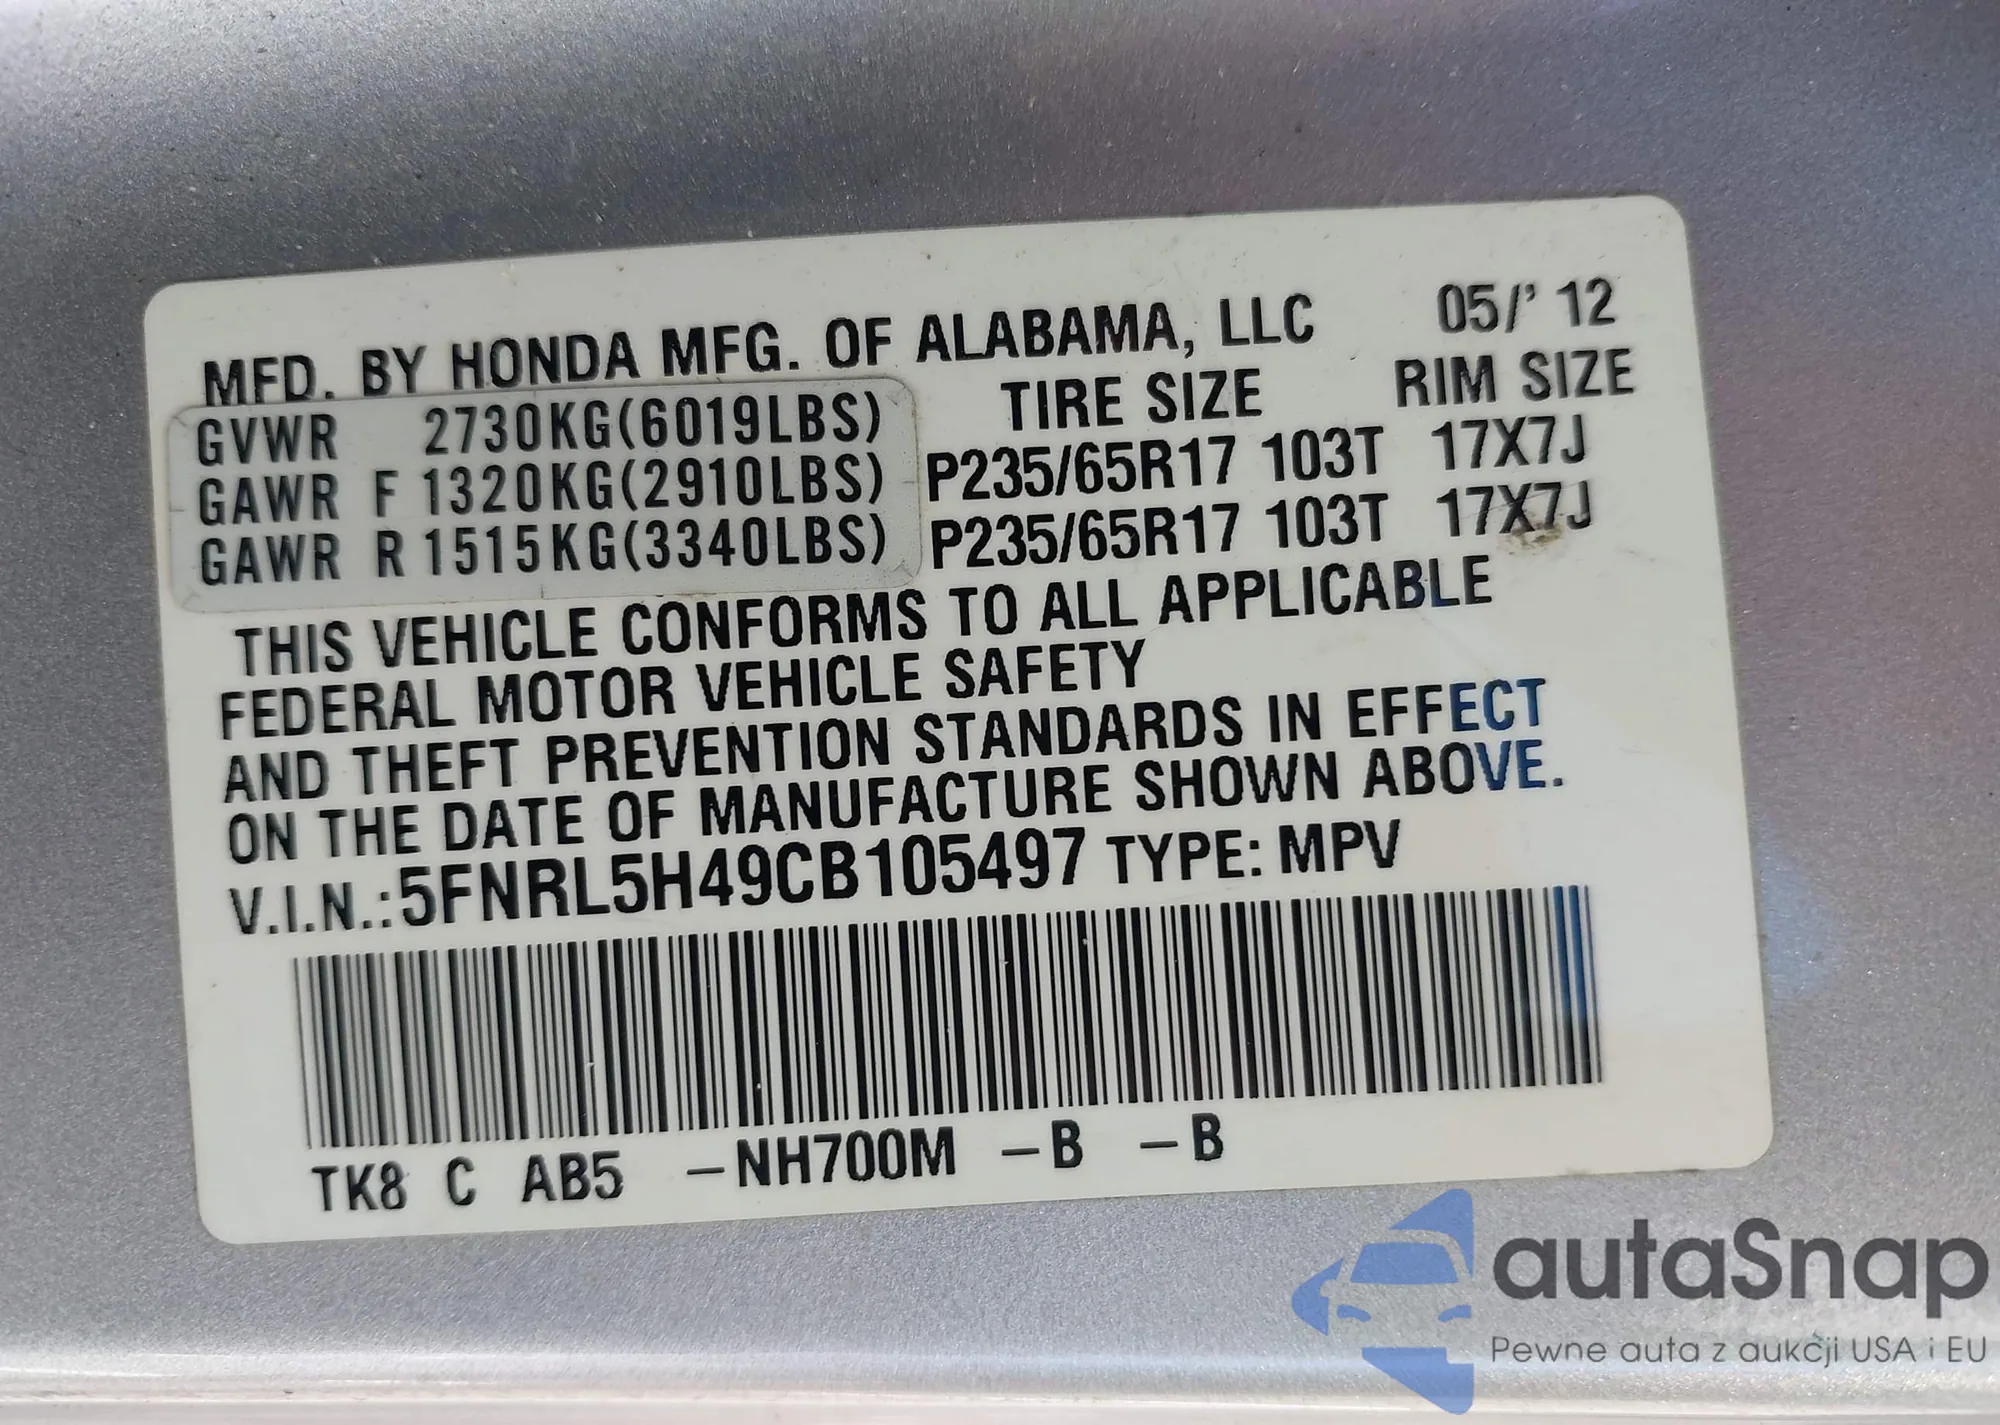 MFD. BY HONDA MFG. OF ALABAMA, LLC 05/' 12
TIRE SIZE RIM SIZE
GVWR 2730KG(6019LBS)
GAWR F 1320KG(2910LBS) P235/65R17 103T 17X7J
GAWR R 1515KG(3340LBS) P235/65R17 103T 17X7J
THIS VEHICLE CONFORMS TO ALL APPLICABLE
FEDERAL MOTOR VEHICLE SAFETY
AND THEFT PREVENTION STANDARDS IN EFFECT
ON THE DATE OF MANUFACTURE SHOWN ABOVE.
V.I.N.:5FNRL5H49CB105497 TYPE: MPV
TK8 C AB5 –NH700M –B –B
autaSnap
Pewne auta z aukcji USA i EU